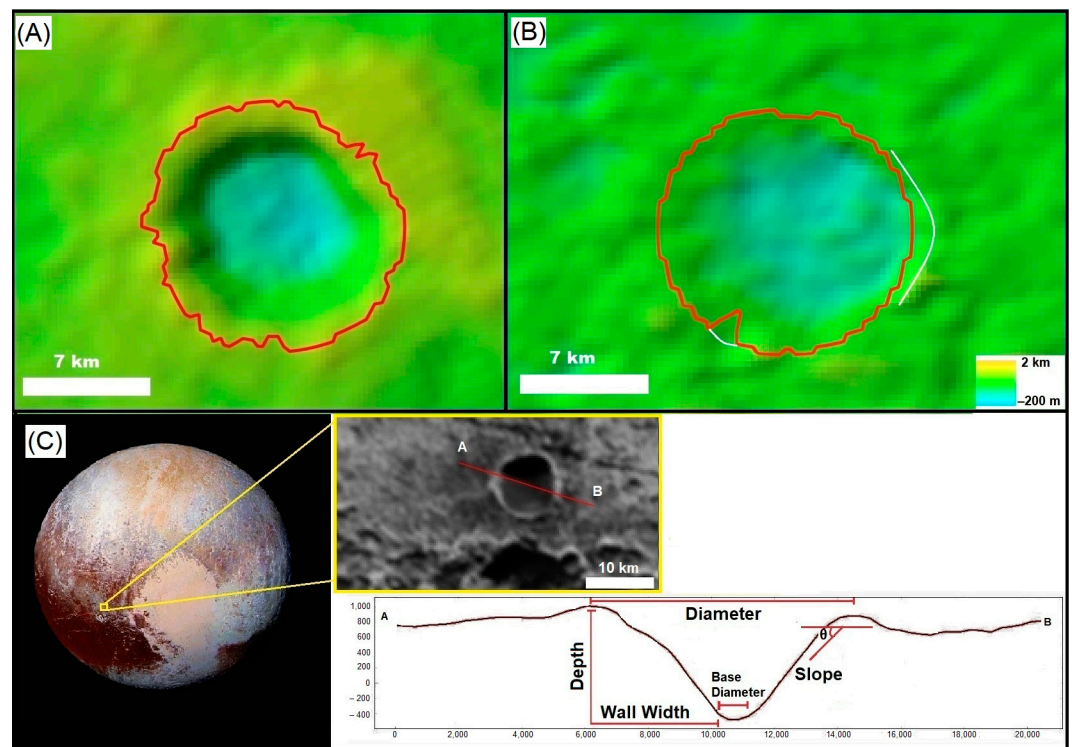 (A)
7 km
(B)
7 km
2 km
–200 m
(C)
A
B
10 km
1,000
800
600
400
200
0
– 200
– 400
A
B
Diameter
Depth
Wall Width
Base
Diameter
θ
Slope
0
2,000
4,000
6,000
8,000
10,000
12,000
14,000
16,000
18,000
20,000